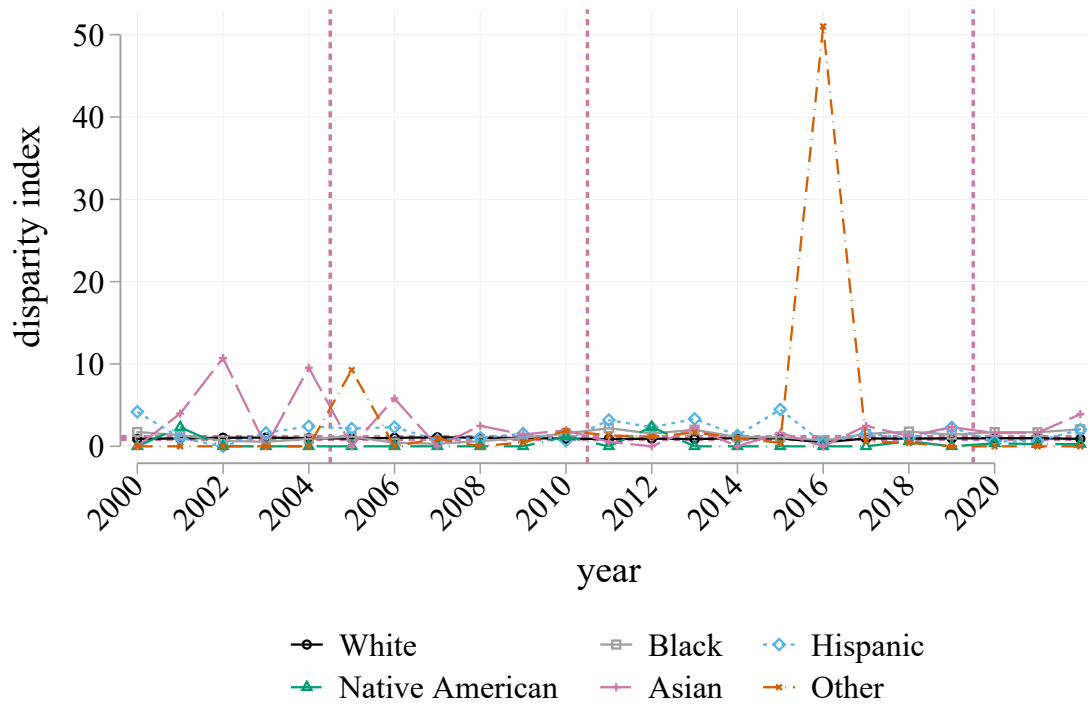 50
40
30
20
10
0
disparity index
2000 2002 2004 2006 2008 2010 2012 2014 2016 2018 2020
year
White Black Hispanic
Native American Asian Other